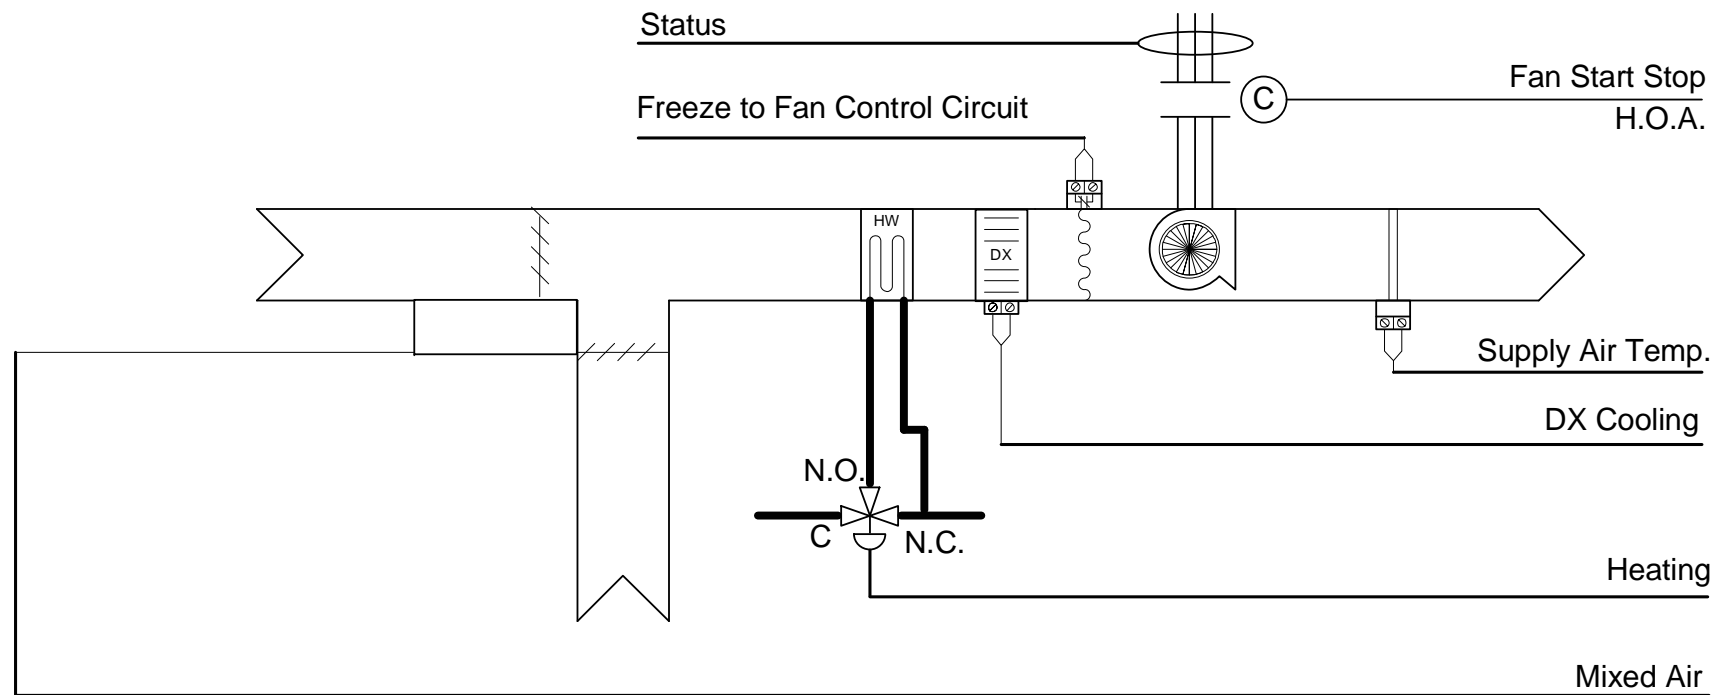 Status
Fan Start Stop
C
H.O.A.
Freeze to Fan Control Circuit
HW
DX
Supply Air Temp.
DX Cooling
N.O.
C
N.C.
Heating
Mixed Air